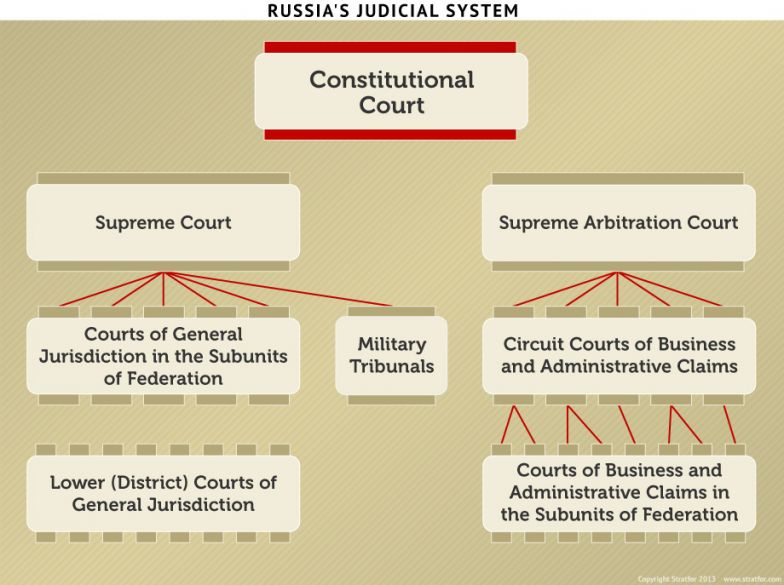 RUSSIA'S JUDICIAL SYSTEM
Constitutional
Court
Supreme Court
Supreme Arbitration Court
Courts of General
Jurisdiction in the Subunits
of Federation
Military
Tribunals
Circuit Courts of Business
and Administrative Claims
Lower (District) Courts of
General Jurisdiction
Courts of Business and
Administrative Claims in
the Subunits of Federation
Copyright Stratfor 2013 www.stratfor.com